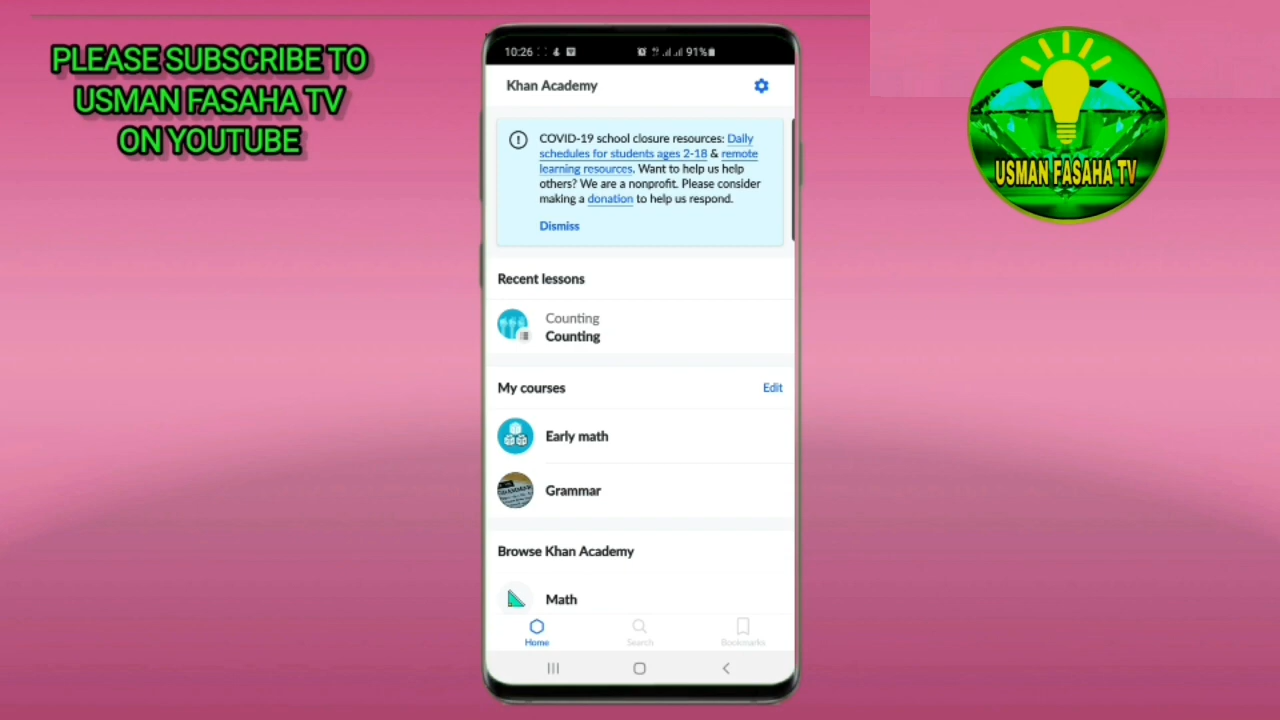 PLEASE SUBSCRIBE TO
USMAN FASAHA TV
ON YOUTUBE
USMAN FASAHA TV
10:26
91%
Khan Academy
COVID-19 school closure resources: Daily
schedules for students ages 2-18 & remote
learning resources. Want to help us help
others? We are a nonprofit. Please consider
making a donation to help us respond.
Dismiss
Recent lessons
Counting
Counting
My courses
Edit
Early math
Grammar
Browse Khan Academy
Math
Home
Search
Bookmarks